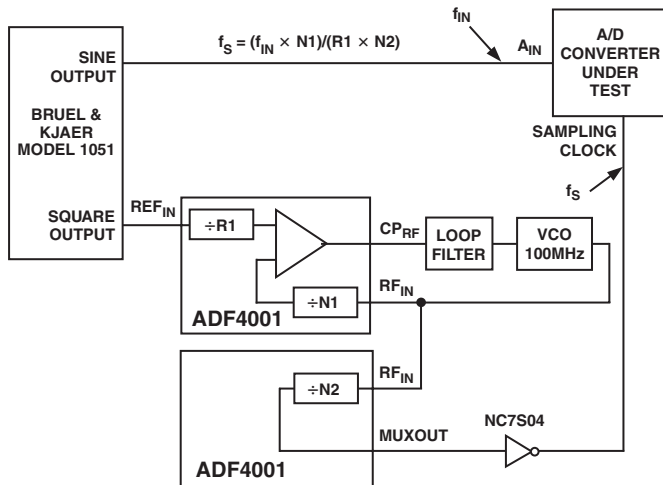 SINE
OUTPUT
BRUEL &
KJAER
MODEL 1051
SQUARE
OUTPUT
f_S = (f_IN × N1)/(R1 × N2)
f_IN
A_IN
A/D
CONVERTER
UNDER
TEST
SAMPLING
CLOCK
f_S
REF_IN
÷R1
CP_RF
LOOP
FILTER
VCO
100MHz
÷N1
RF_IN
ADF4001
÷N2
RF_IN
MUXOUT
NC7S04
ADF4001